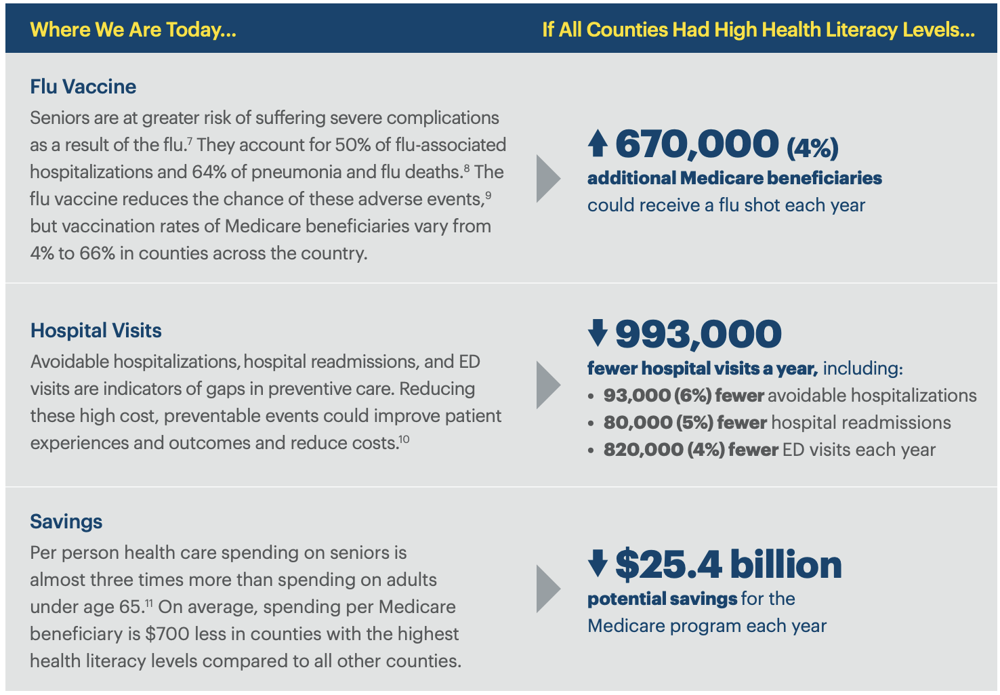 Where We Are Today...
If All Counties Had High Health Literacy Levels...
Flu Vaccine
Seniors are at greater risk of suffering severe complications
as a result of the flu.⁷ They account for 50% of flu-associated
hospitalizations and 64% of pneumonia and flu deaths.⁸ The
flu vaccine reduces the chance of these adverse events,⁹
but vaccination rates of Medicare beneficiaries vary from
4% to 66% in counties across the country.
670,000 (4%)
additional Medicare beneficiaries
could receive a flu shot each year
Hospital Visits
Avoidable hospitalizations, hospital readmissions, and ED
visits are indicators of gaps in preventive care. Reducing
these high cost, preventable events could improve patient
experiences and outcomes and reduce costs.¹⁰
993,000
fewer hospital visits a year, including:
• 93,000 (6%) fewer avoidable hospitalizations
• 80,000 (5%) fewer hospital readmissions
• 820,000 (4%) fewer ED visits each year
Savings
Per person health care spending on seniors is
almost three times more than spending on adults
under age 65.¹¹ On average, spending per Medicare
beneficiary is $700 less in counties with the highest
health literacy levels compared to all other counties.
$25.4 billion
potential savings for the
Medicare program each year